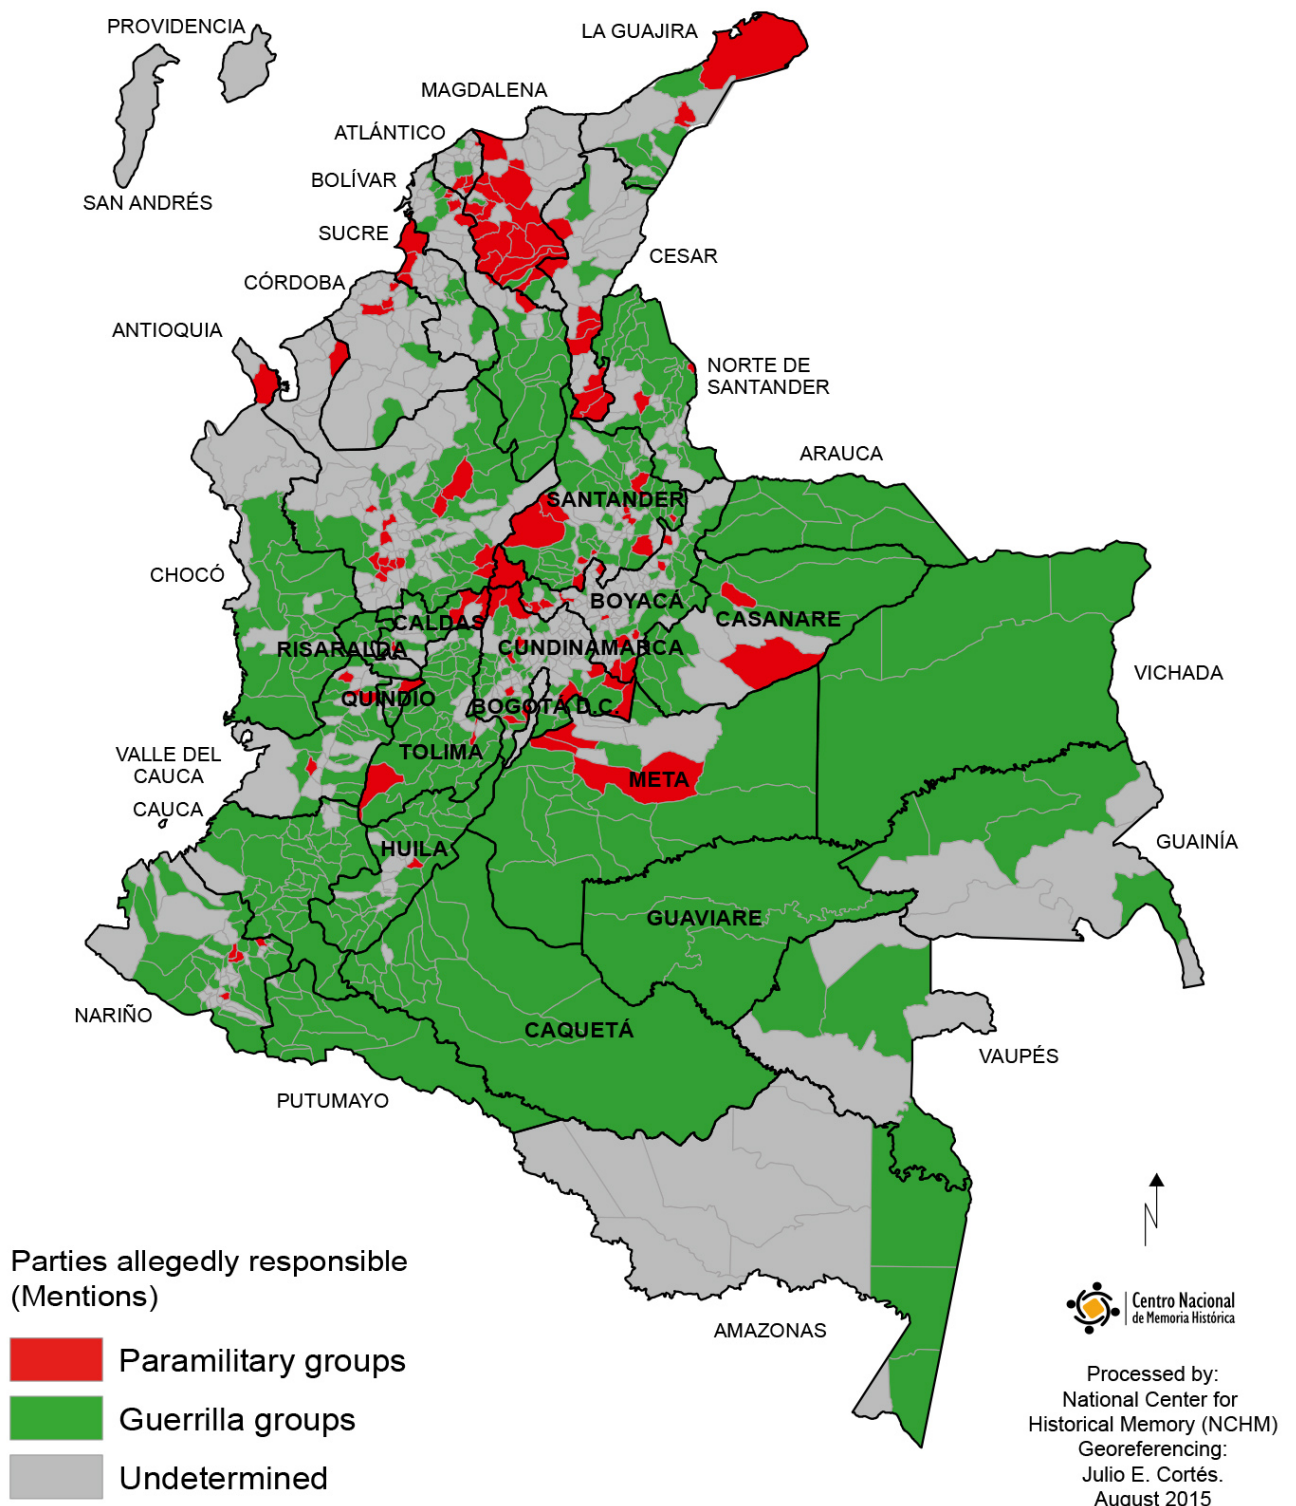 PROVIDENCIA
LA GUAJIRA
MAGDALENA
ATLÁNTICO
BOLÍVAR
SAN ANDRÉS
SUCRE
CESAR
CÓRDOBA
ANTIOQUIA
NORTE DE
SANTANDER
ARAUCA
SANTANDER
CHOCÓ
BOYACÁ
CALDAS
CASANARE
RISARALDA
CUNDINAMARCA
VICHADA
QUINDIO
BOGOTÁ D.C.
TOLIMA
VALLE DEL
CAUCA
META
CAUCA
HUILA
GUAINÍA
GUAVIARE
NARIÑO
CAQUETÁ
VAUPÉS
PUTUMAYO
AMAZONAS
N
Parties allegedly responsible
(Mentions)
Paramilitary groups
Guerrilla groups
Undetermined
Centro Nacional
de Memoria Histórica
Processed by:
National Center for
Historical Memory (NCHM)
Georeferencing:
Julio E. Cortés.
August 2015